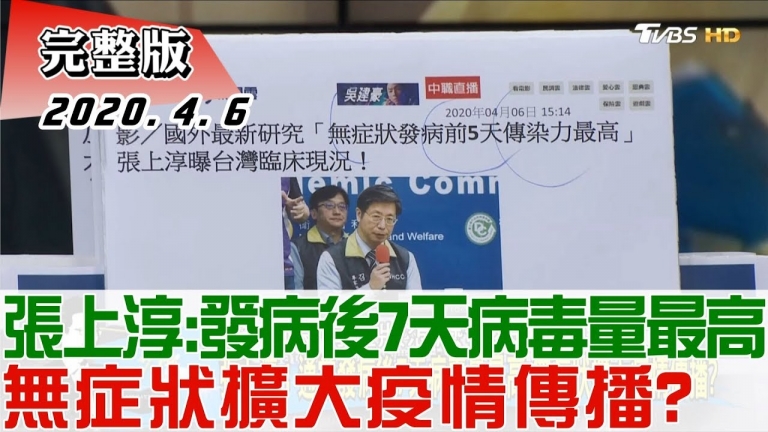 TVBS HD
完整版
2020.4.6
吳建豪
中職直播
2020年04月06日 15:14
影／國外最新研究「無症狀發病前5天傳染力最高」
張上淳曝台灣臨床現況！
demic Comm
and Welfare
張上淳:發病後7天病毒量最高
無症狀擴大疫情傳播?